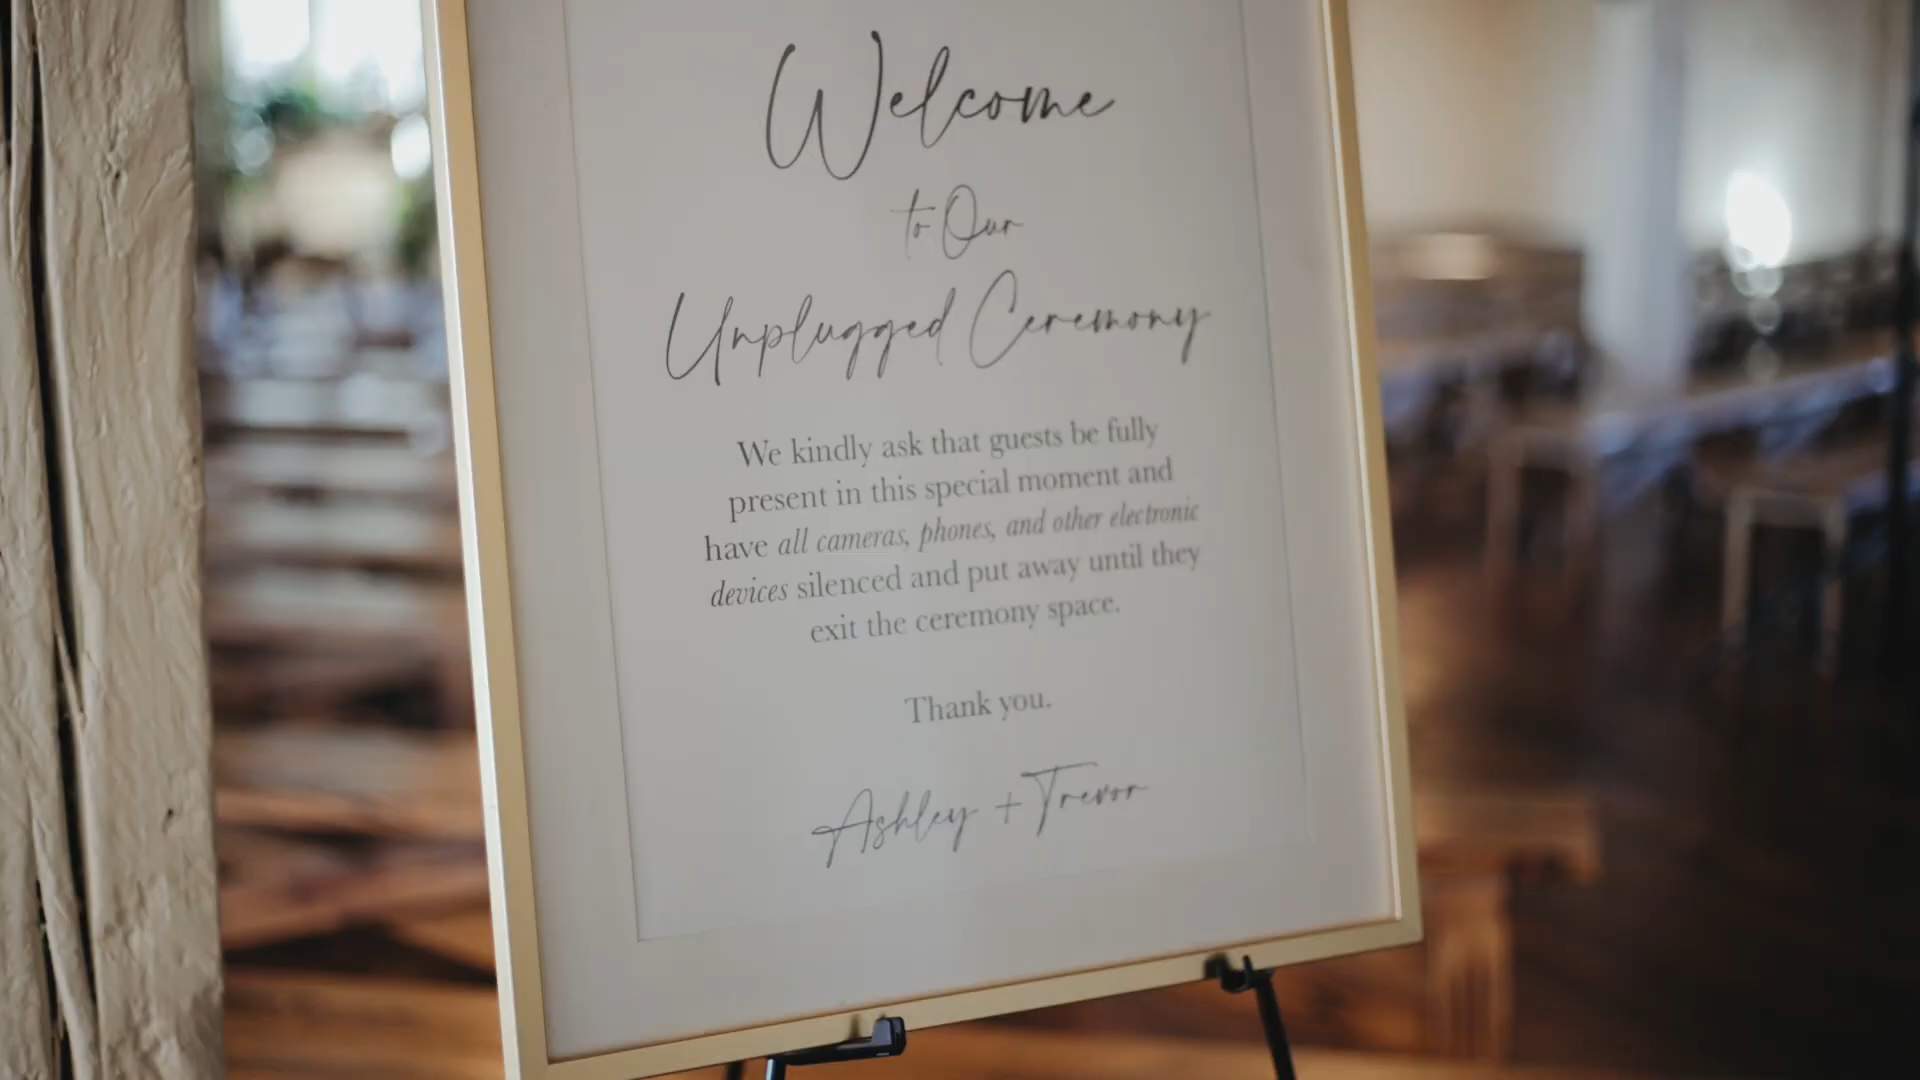 Welcome
to Our
Unplugged Ceremony
We kindly ask that guests be fully
present in this special moment and
have all cameras, phones, and other electronic
devices silenced and put away until they
exit the ceremony space.
Thank you.
Ashley + Trevor